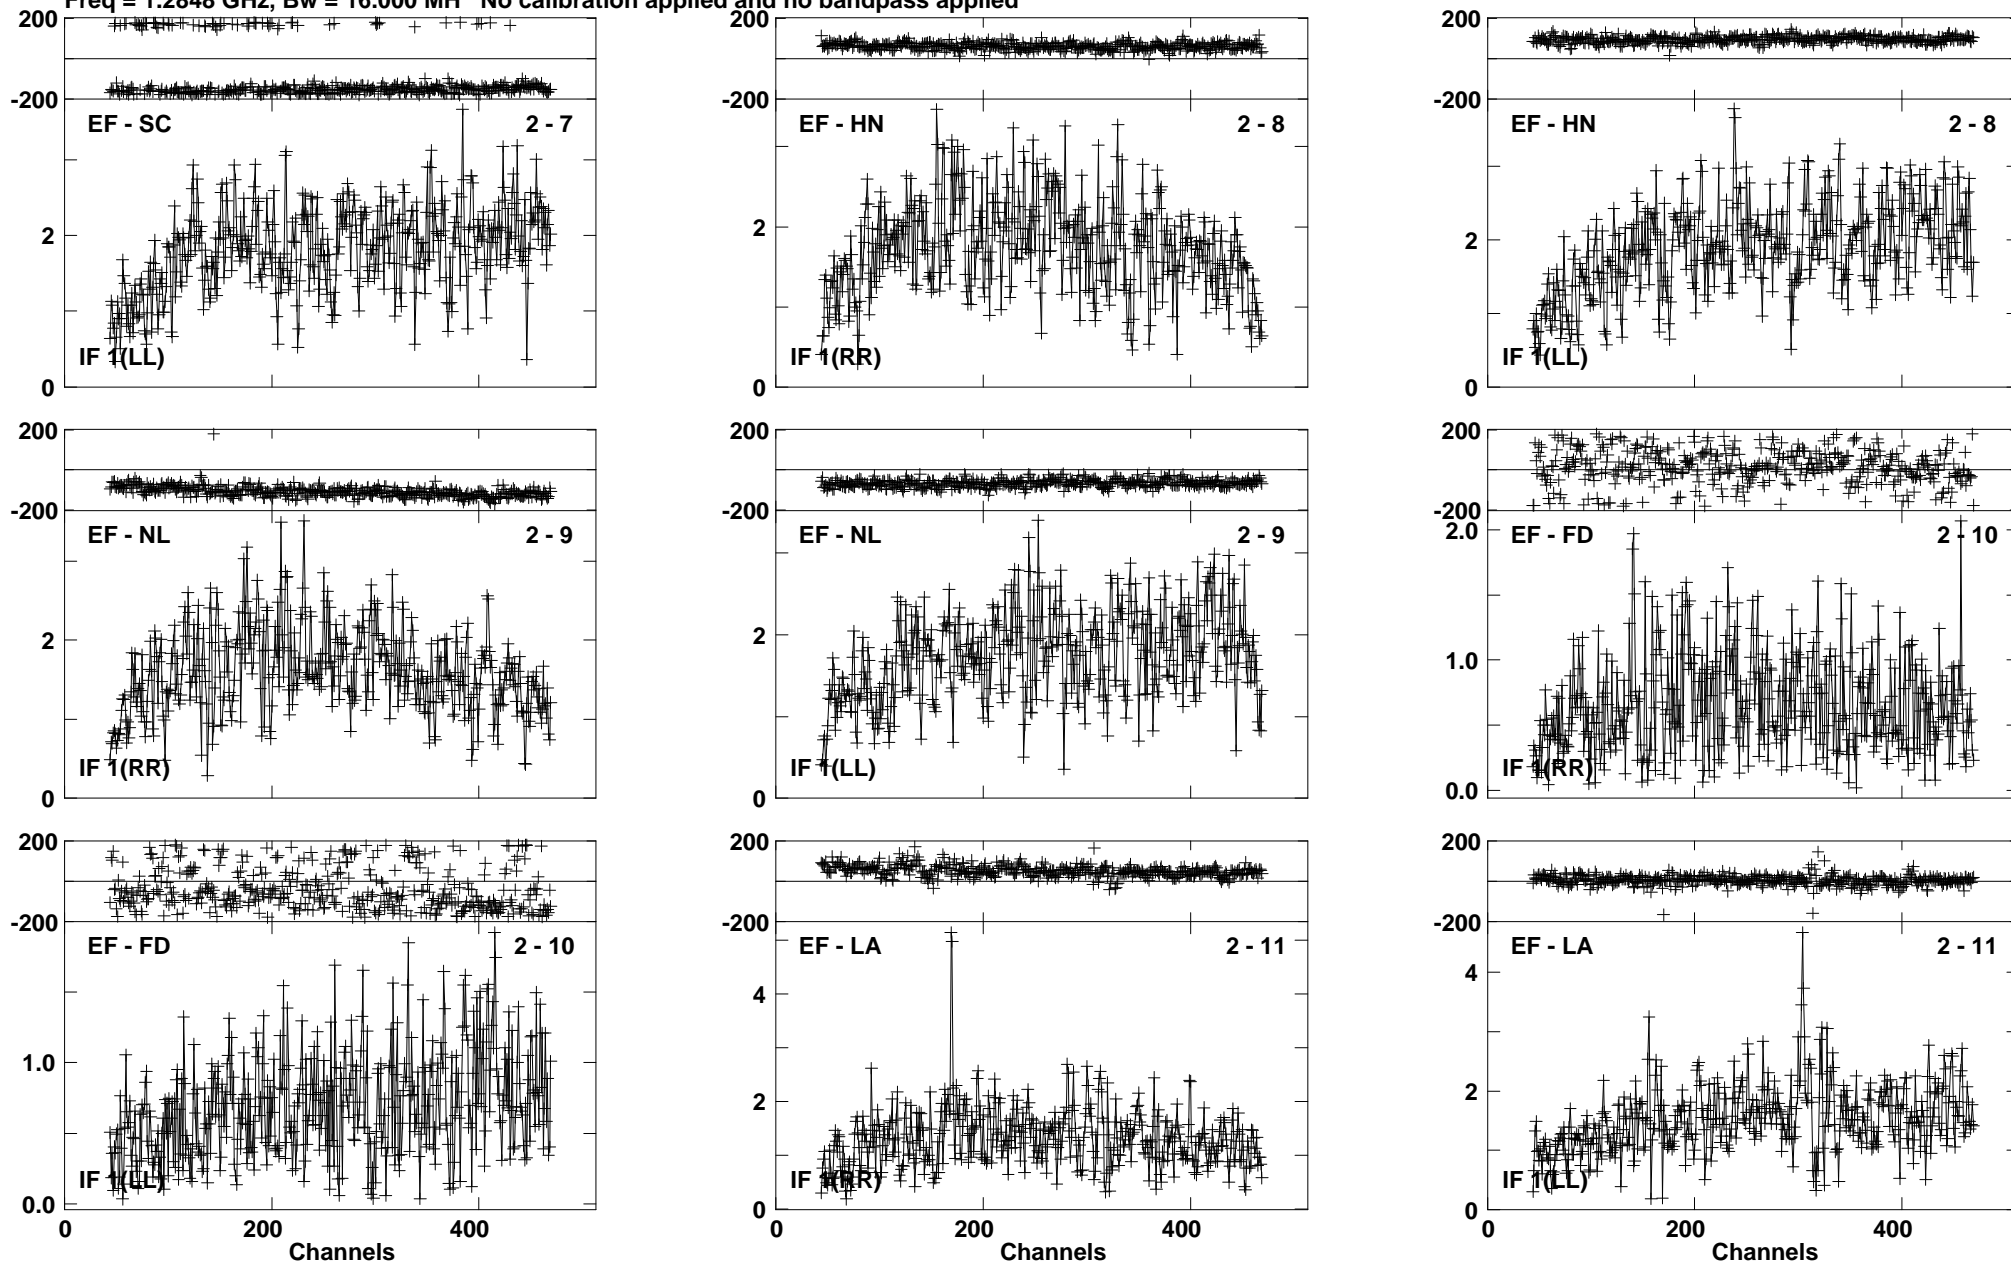 Freq = 1.2848 GHz, Bw = 16.000 MH No calibration applied and no bandpass applied
200
-200
EF - SC 2 - 7
2
IF 1(LL)
0
200
-200
EF - HN 2 - 8
2
IF 1(RR)
0
200
-200
EF - HN 2 - 8
2
IF 1(LL)
0
200
-200
EF - NL 2 - 9
2
IF 1(RR)
0
200
-200
EF - NL 2 - 9
2
IF 1(LL)
0
200
-200
2.0
EF - FD 2 - 10
1.0
IF 1(RR)
0.0
200
-200
EF - FD 2 - 10
1.0
IF 1(LL)
0.0
0 200 400
Channels
200
-200
EF - LA 2 - 11
4
2
IF 1(RR)
0
0 200 400
Channels
200
-200
EF - LA 2 - 11
4
2
IF 1(LL)
0
0 200 400
Channels